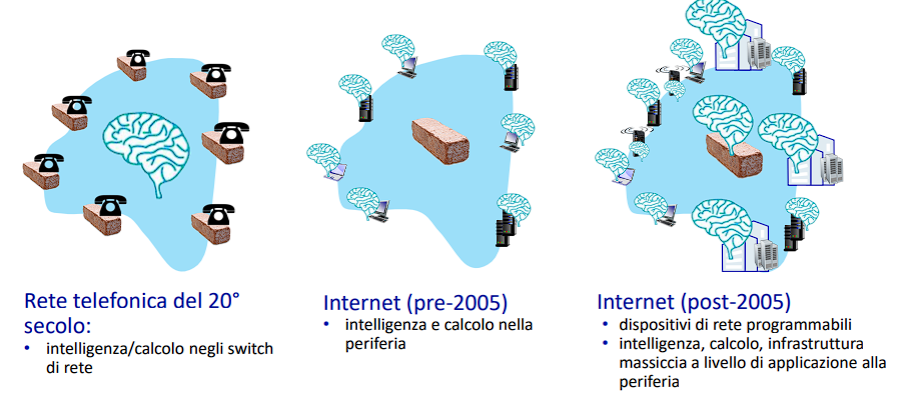 Rete telefonica del 20°
secolo:
• intelligenza/calcolo negli switch
di rete
Internet (pre-2005)
• intelligenza e calcolo nella
periferia
Internet (post-2005)
• dispositivi di rete programmabili
• intelligenza, calcolo, infrastruttura
massiccia a livello di applicazione alla
periferia